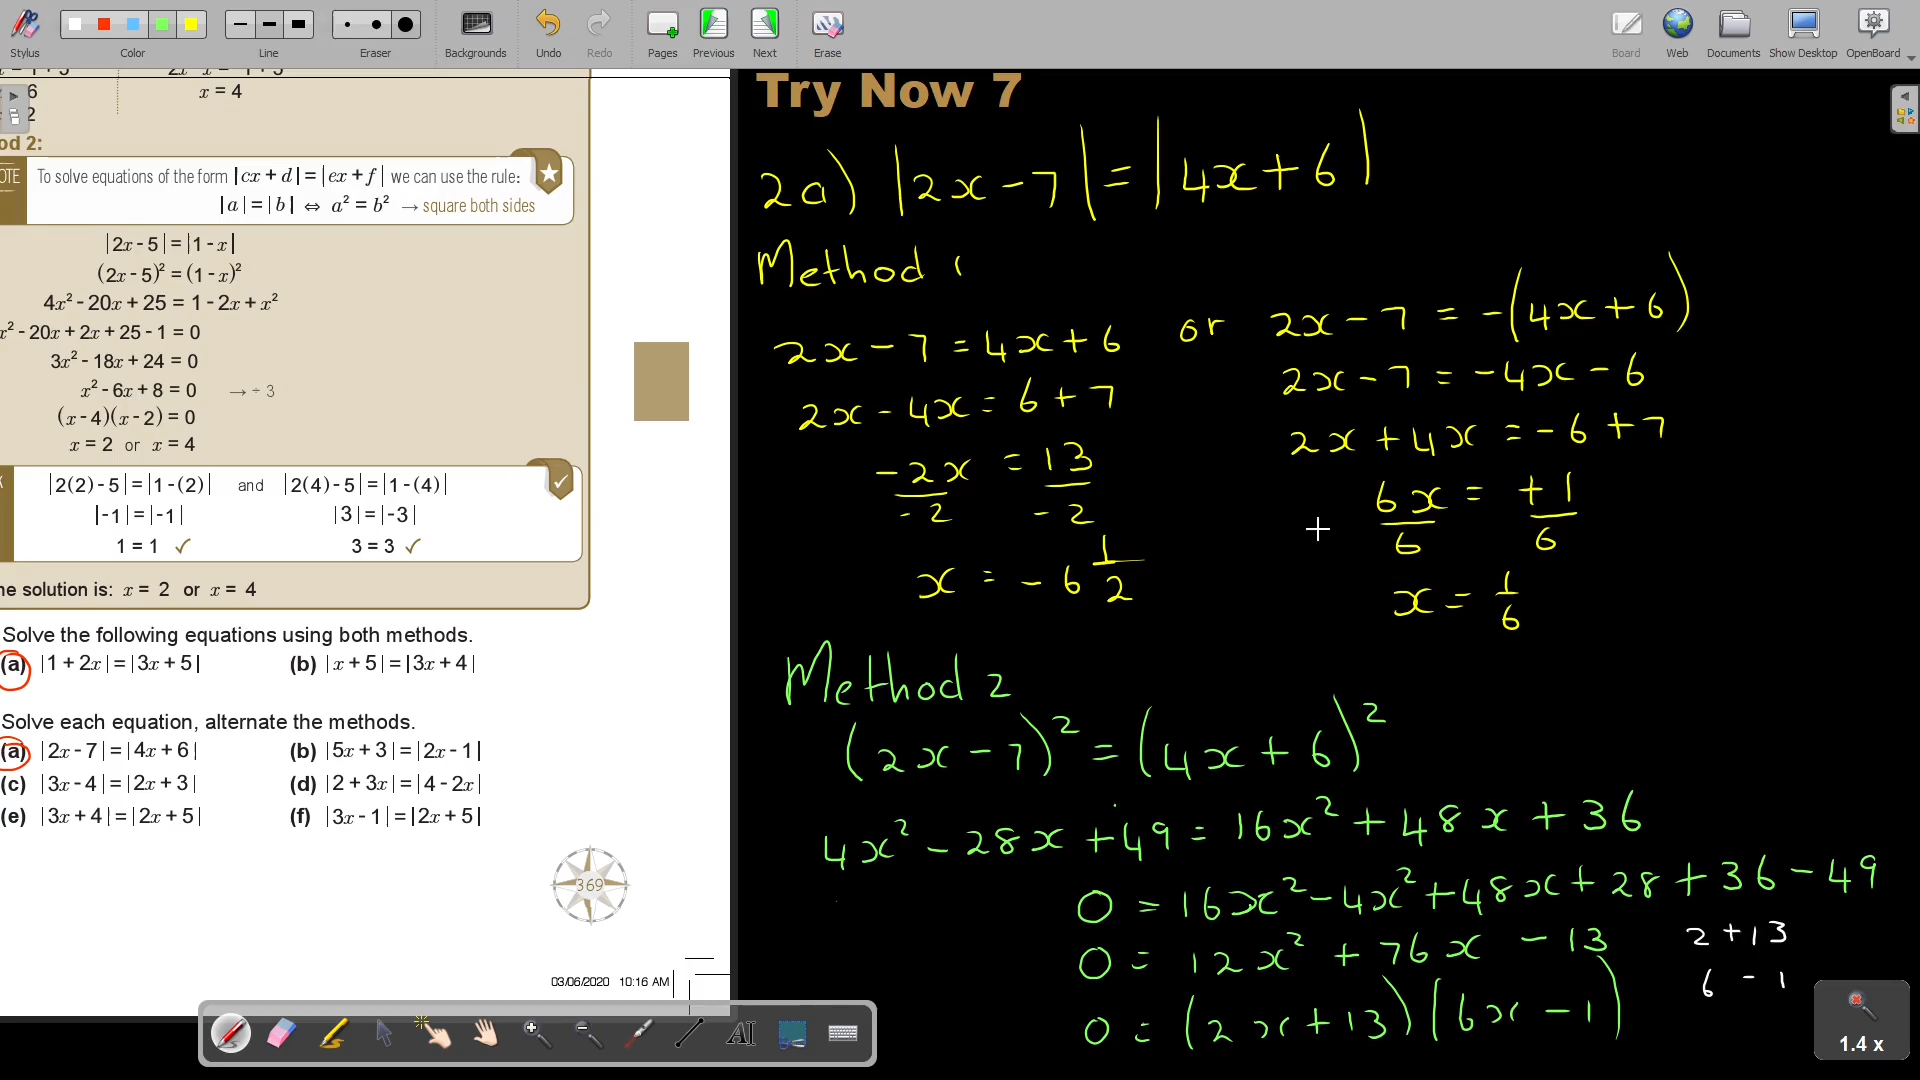 Stylus Color Line Eraser Backgrounds Undo Redo Pages Previous Next Erase Board Web Documents Show Desktop OpenBoard
6
x = 4
2
od 2:
OTE
To solve equations of the form |cx + d| = |ex + f| we can use the rule:
|a| = |b| ⇔ a² = b² → square both sides
|2x - 5| = |1 - x|
(2x - 5)² = (1 - x)²
4x² - 20x + 25 = 1 - 2x + x²
x² - 20x + 2x + 25 - 1 = 0
3x² - 18x + 24 = 0
x² - 6x + 8 = 0 → ÷ 3
(x - 4)(x - 2) = 0
x = 2 or x = 4
|2(2) - 5| = |1 - (2)| and |2(4) - 5| = |1 - (4)|
|-1| = |-1| |3| = |-3|
1 = 1 ✓ 3 = 3 ✓
he solution is: x = 2 or x = 4
Solve the following equations using both methods.
(a) |1 + 2x| = |3x + 5| (b) |x + 5| = |3x + 4|
Solve each equation, alternate the methods.
(a) |2x - 7| = |4x + 6| (b) |5x + 3| = |2x - 1|
(c) |3x - 4| = |2x + 3| (d) |2 + 3x| = |4 - 2x|
(e) |3x + 4| = |2x + 5| (f) |3x - 1| = |2x + 5|
369
03/06/2020 10:16 AM
Try Now 7
2a) |2x - 7| = |4x + 6|
Method 1
2x - 7 = 4x + 6 or 2x - 7 = -(4x + 6)
2x - 4x = 6 + 7 2x - 7 = -4x - 6
-2x = 13 2x + 4x = -6 + 7
-2 -2 6x = +1
x = -6 1/2 6 6
x = 1/6
Method 2
(2x - 7)² = (4x + 6)²
4x² - 28x + 49 = 16x² + 48x + 36
0 = 16x² - 4x² + 48x + 28 + 36 - 49
0 = 12x² + 76x - 13
0 = (2x + 13)(6x - 1)
2 + 13
6 - 1
AI
1.4 x